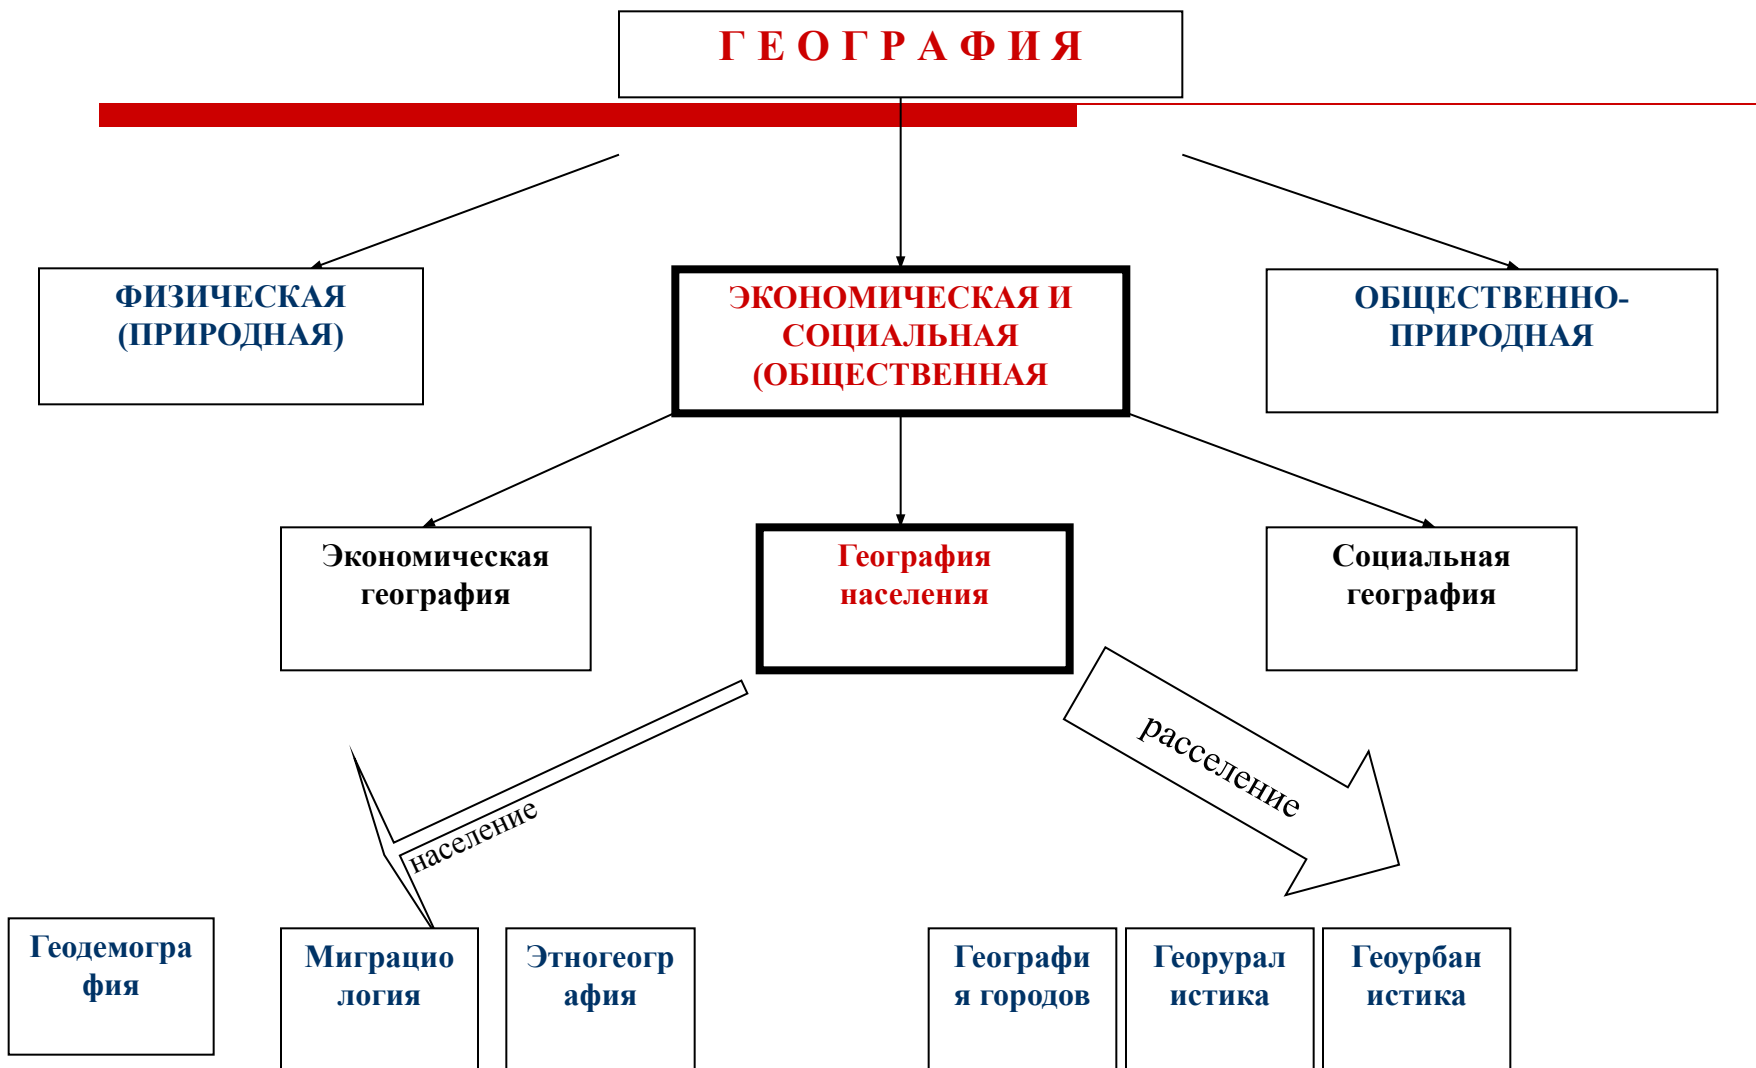 Г Е О Г Р А Ф И Я
ФИЗИЧЕСКАЯ
(ПРИРОДНАЯ)
ЭКОНОМИЧЕСКАЯ И
СОЦИАЛЬНАЯ
(ОБЩЕСТВЕННАЯ
ОБЩЕСТВЕННО-
ПРИРОДНАЯ
Экономическая
география
География
населения
Социальная
география
население
расселение
Геодемогра
фия
Миграцио
логия
Этногеогр
афия
Географи
я городов
Геоурурал
истика
Геоурбан
истика